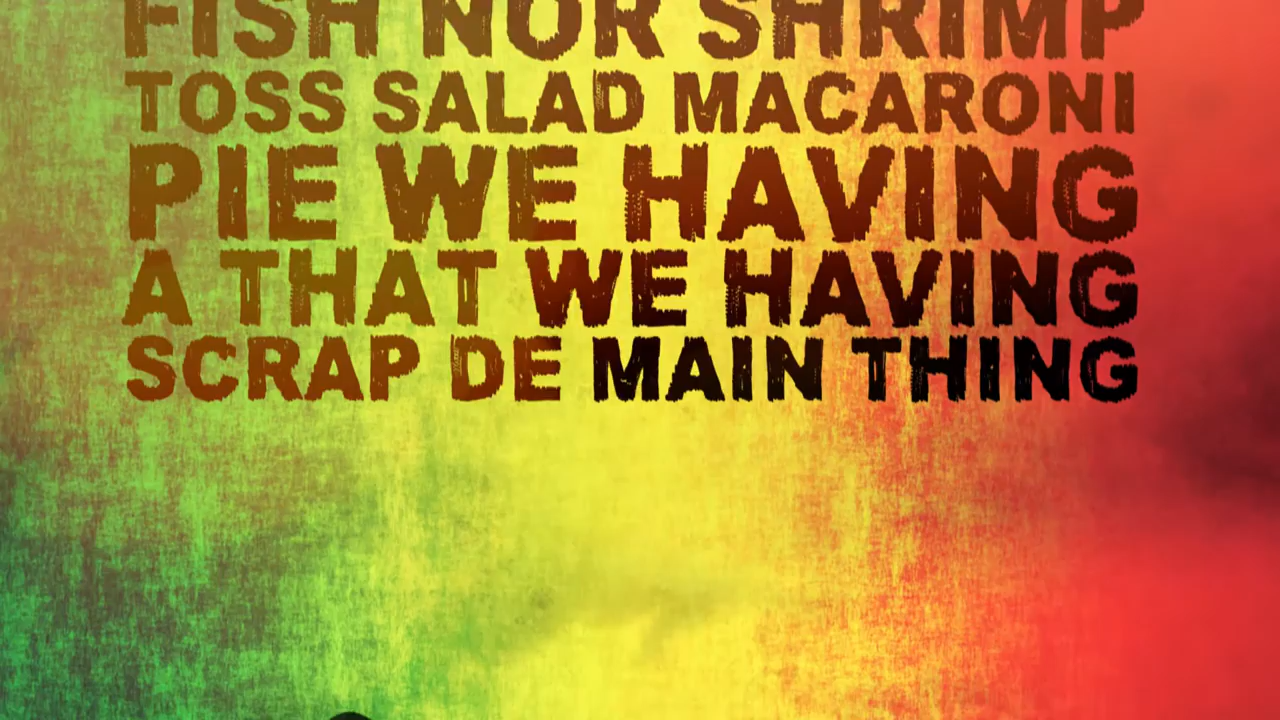 FISH NOR SHRIMP
TOSS SALAD MACARONI
PIE WE HAVING
A THAT WE HAVING
SCRAP DE MAIN THING